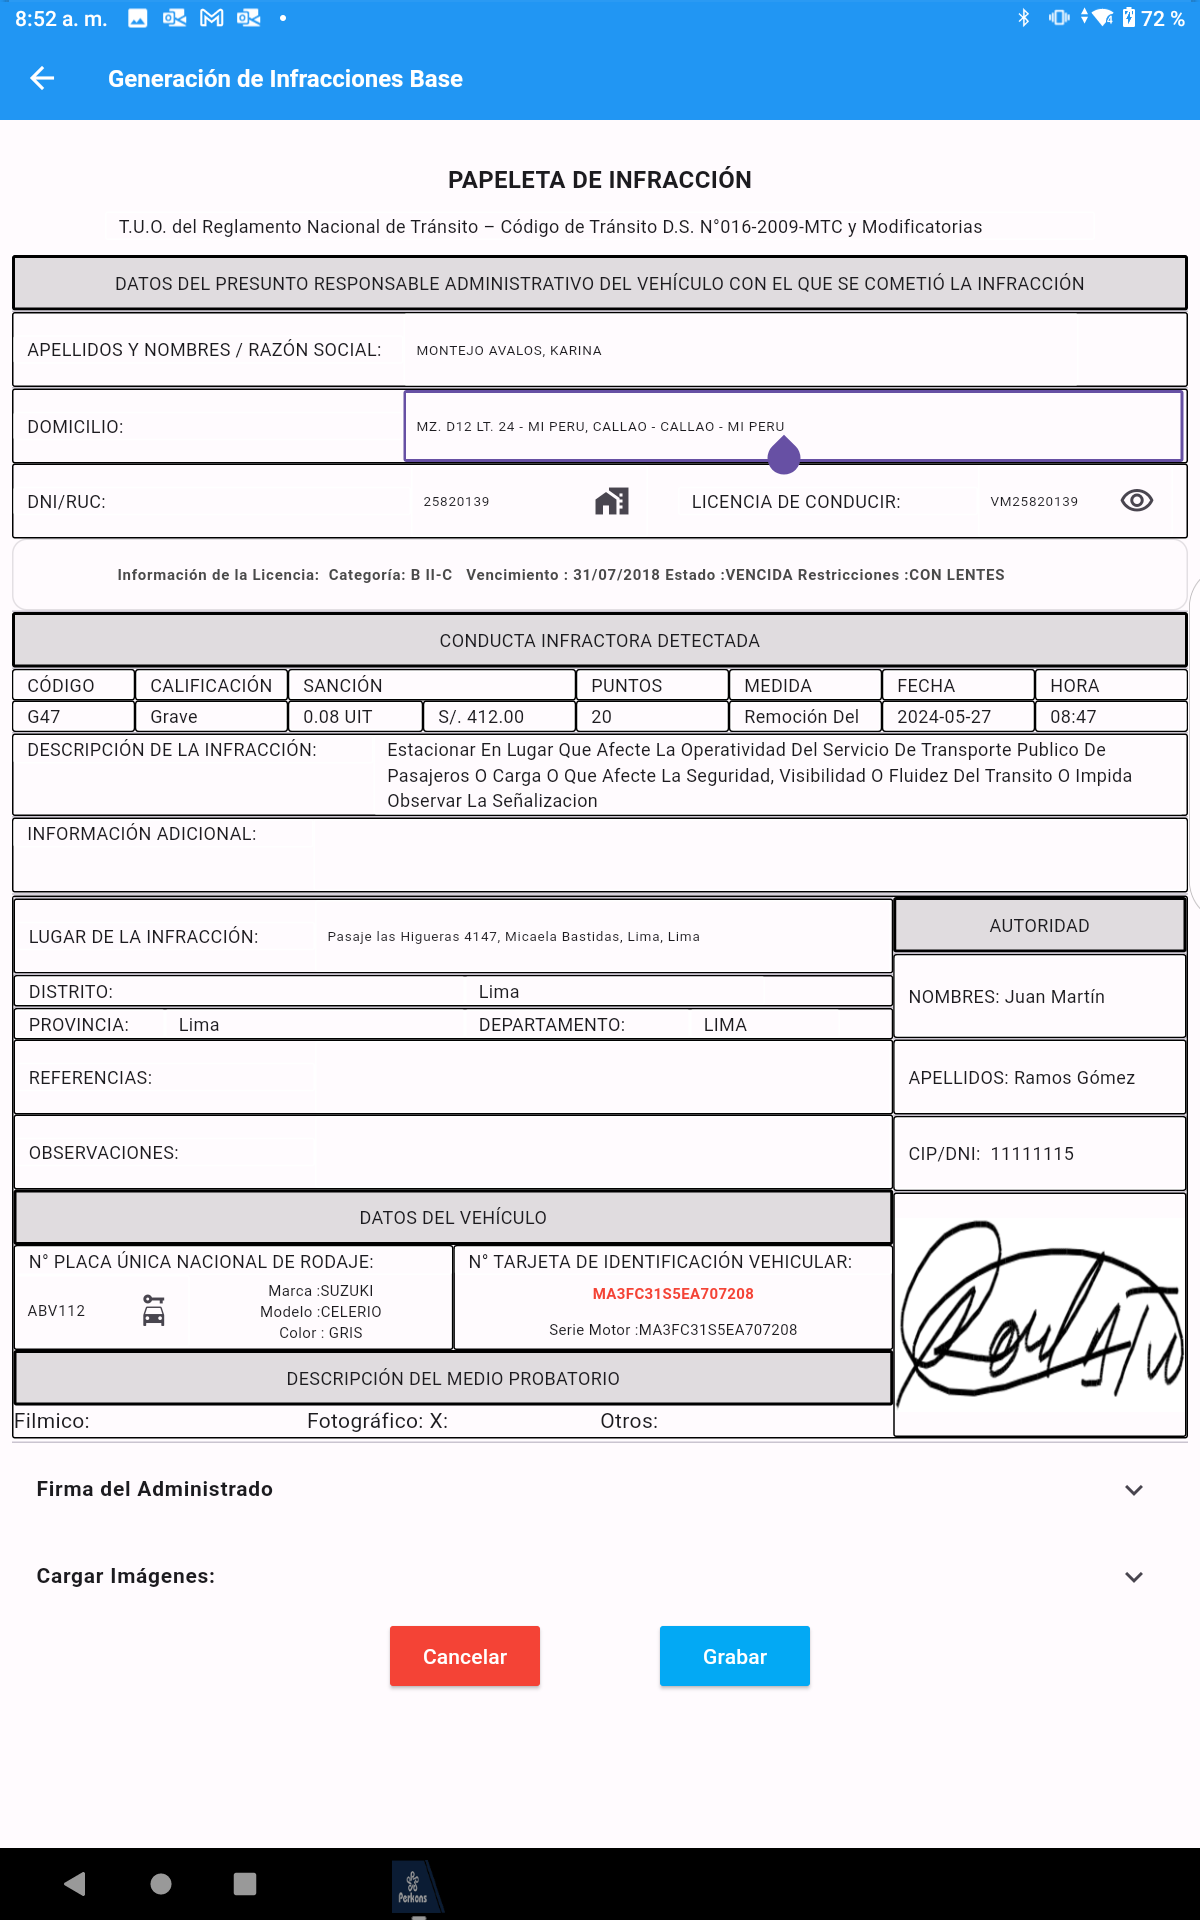 8:52 a. m.
72 %
Generación de Infracciones Base
PAPELETA DE INFRACCIÓN
T.U.O. del Reglamento Nacional de Tránsito – Código de Tránsito D.S. N°016-2009-MTC y Modificatorias
DATOS DEL PRESUNTO RESPONSABLE ADMINISTRATIVO DEL VEHÍCULO CON EL QUE SE COMETIÓ LA INFRACCIÓN
APELLIDOS Y NOMBRES / RAZÓN SOCIAL: MONTEJO AVALOS, KARINA
DOMICILIO: MZ. D12 LT. 24 - MI PERU, CALLAO - CALLAO - MI PERU
DNI/RUC: 25820139 LICENCIA DE CONDUCIR: VM25820139
Información de la Licencia: Categoría: B II-C Vencimiento : 31/07/2018 Estado :VENCIDA Restricciones :CON LENTES
CONDUCTA INFRACTORA DETECTADA
CÓDIGO CALIFICACIÓN SANCIÓN PUNTOS MEDIDA FECHA HORA
G47 Grave 0.08 UIT S/. 412.00 20 Remoción Del 2024-05-27 08:47
DESCRIPCIÓN DE LA INFRACCIÓN: Estacionar En Lugar Que Afecte La Operatividad Del Servicio De Transporte Publico De
Pasajeros O Carga O Que Afecte La Seguridad, Visibilidad O Fluidez Del Transito O Impida
Observar La Señalizacion
INFORMACIÓN ADICIONAL:
LUGAR DE LA INFRACCIÓN: Pasaje las Higueras 4147, Micaela Bastidas, Lima, Lima
DISTRITO: Lima
PROVINCIA: Lima DEPARTAMENTO: LIMA
REFERENCIAS:
OBSERVACIONES:
AUTORIDAD
NOMBRES: Juan Martín
APELLIDOS: Ramos Gómez
CIP/DNI: 11111115
DATOS DEL VEHÍCULO
N° PLACA ÚNICA NACIONAL DE RODAJE:
ABV112
Marca :SUZUKI
Modelo :CELERIO
Color : GRIS
N° TARJETA DE IDENTIFICACIÓN VEHICULAR:
MA3FC31S5EA707208
Serie Motor :MA3FC31S5EA707208
DESCRIPCIÓN DEL MEDIO PROBATORIO
Filmico: Fotográfico: X: Otros:
Firma del Administrado
Cargar Imágenes:
Cancelar Grabar
Perkons